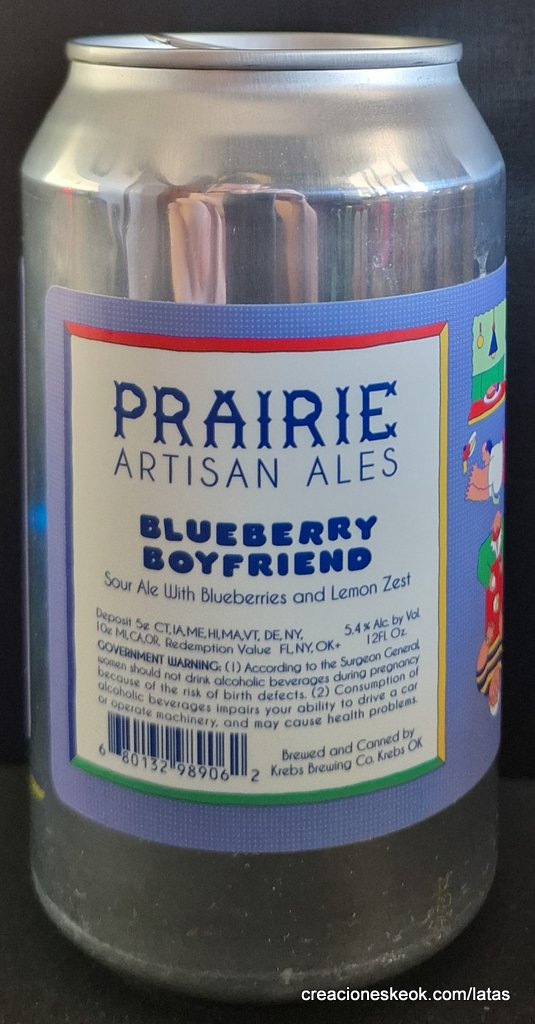 PRAIRIE
ARTISAN ALES
BLUEBERRY
BOYFRIEND
Sour Ale With Blueberries and Lemon Zest
Deposit 5¢ CT,IA,ME,HI,MA,VT, DE, NY,
10¢ MI,CA,OR, Redemption Value FL, NY, OK+
5.4% Alc. by Vol.
12FL Oz.
GOVERNMENT WARNING: (1) According to the Surgeon General,
women should not drink alcoholic beverages during pregnancy
because of the risk of birth defects. (2) Consumption of
alcoholic beverages impairs your ability to drive a car
or operate machinery, and may cause health problems.
6 80132 98906 2
Brewed and Canned by
Krebs Brewing Co. Krebs OK
creacioneskeok.com/latas